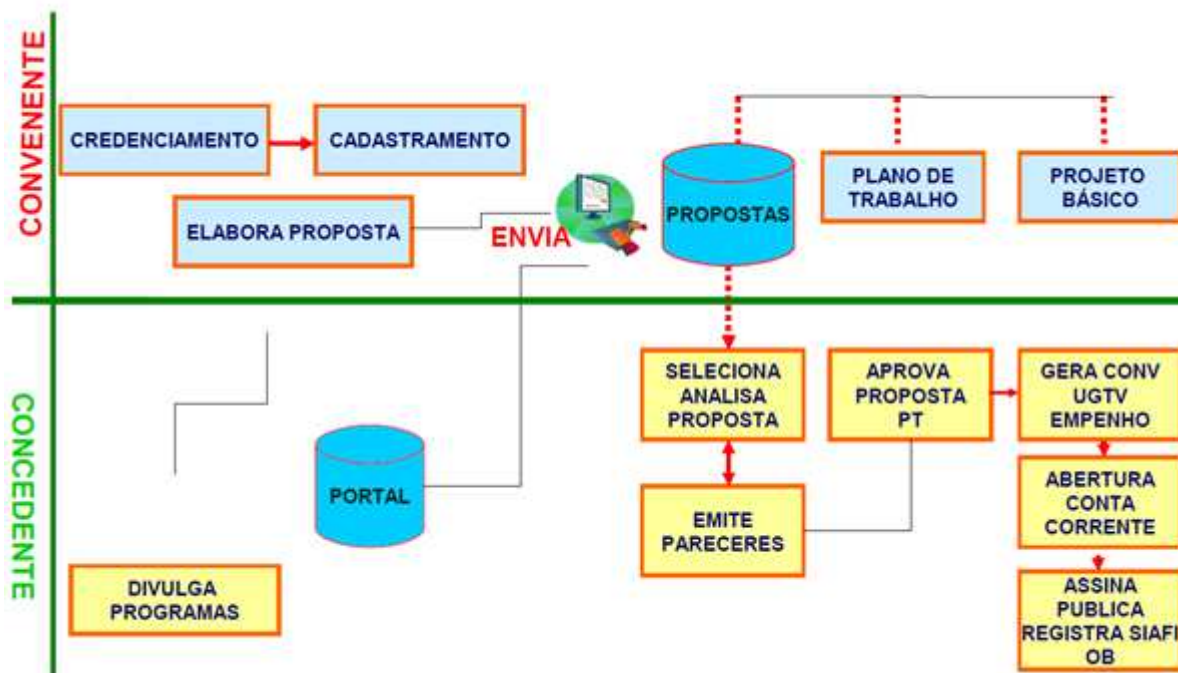 CONVENENTE
CREDENCIAMENTO
CADASTRAMENTO
ELABORA PROPOSTA
ENVIA
PROPOSTAS
PLANO DE
TRABALHO
PROJETO
BÁSICO
CONCEDENTE
DIVULGA
PROGRAMAS
PORTAL
SELECIONA
ANALISA
PROPOSTA
EMITE
PARECERES
APROVA
PROPOSTA
PT
GERA CONV
UGTV
EMPENHO
ABERTURA
CONTA
CORRENTE
ASSINA
PUBLICA
REGISTRA SIAFI
OB